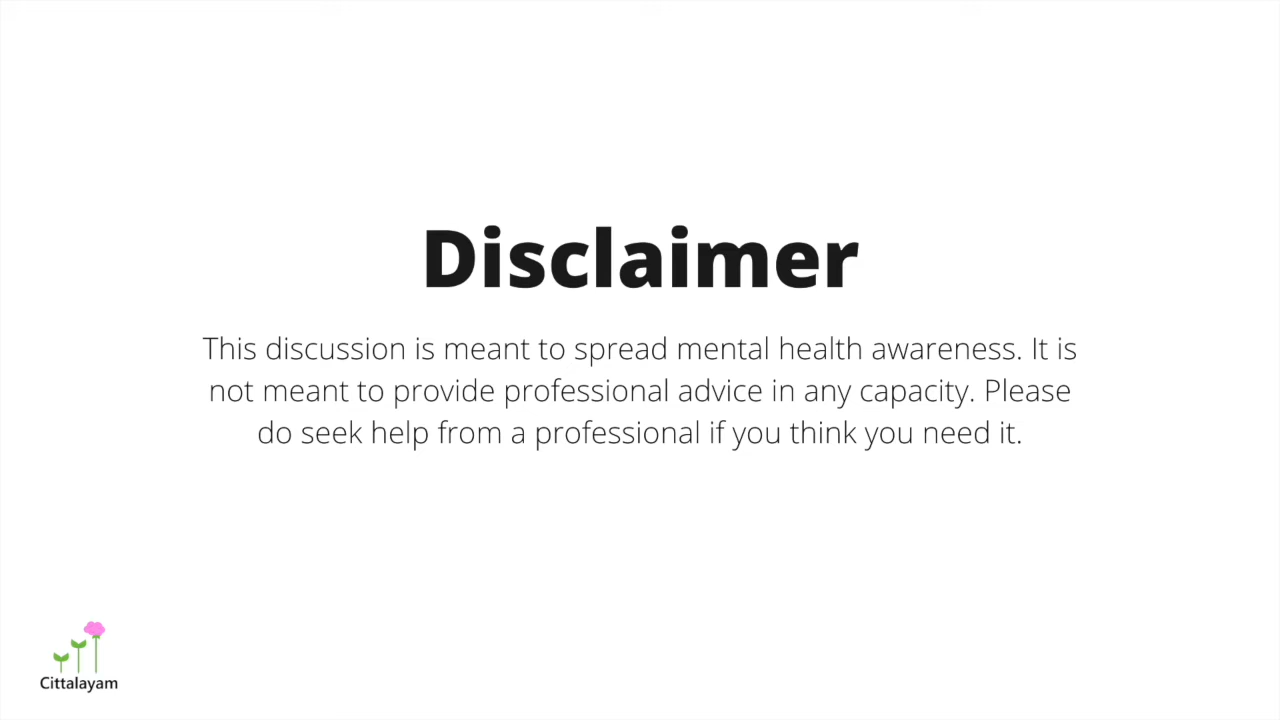 Disclaimer
This discussion is meant to spread mental health awareness. It is
not meant to provide professional advice in any capacity. Please
do seek help from a professional if you think you need it.
Cittalayam